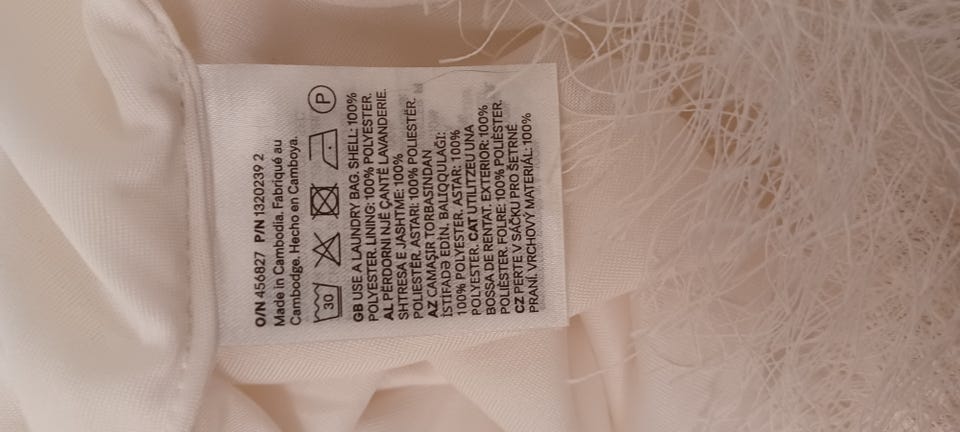 O/N 456827 P/N 1320239 2
Made in Cambodia. Fabriqué au
Cambodge. Hecho en Camboya.
30 P
GB USE A LAUNDRY BAG. SHELL: 100%
POLYESTER. LINING: 100% POLYESTER.
AL PËRDORNI NJË ÇANTË LAVANDERIE.
SHTRESA E JASHTME: 100%
POLIESTËR. ASTARI: 100% POLIESTËR.
AZ CAMAŞIR TORBASINDAN
İSTIFADƏ EDİN. BALIQQULAĞI:
100% POLYESTER. ASTAR: 100%
POLYESTER. CAT UTILITZEU UNA
BOSSA DE RENTAT. EXTERIOR: 100%
POLIÈSTER. FOLRE: 100% POLIÈSTER.
CZ PERTE V SÁČKU PRO ŠETRNÉ
PRANÍ. VRCHOVÝ MATERIÁL: 100%